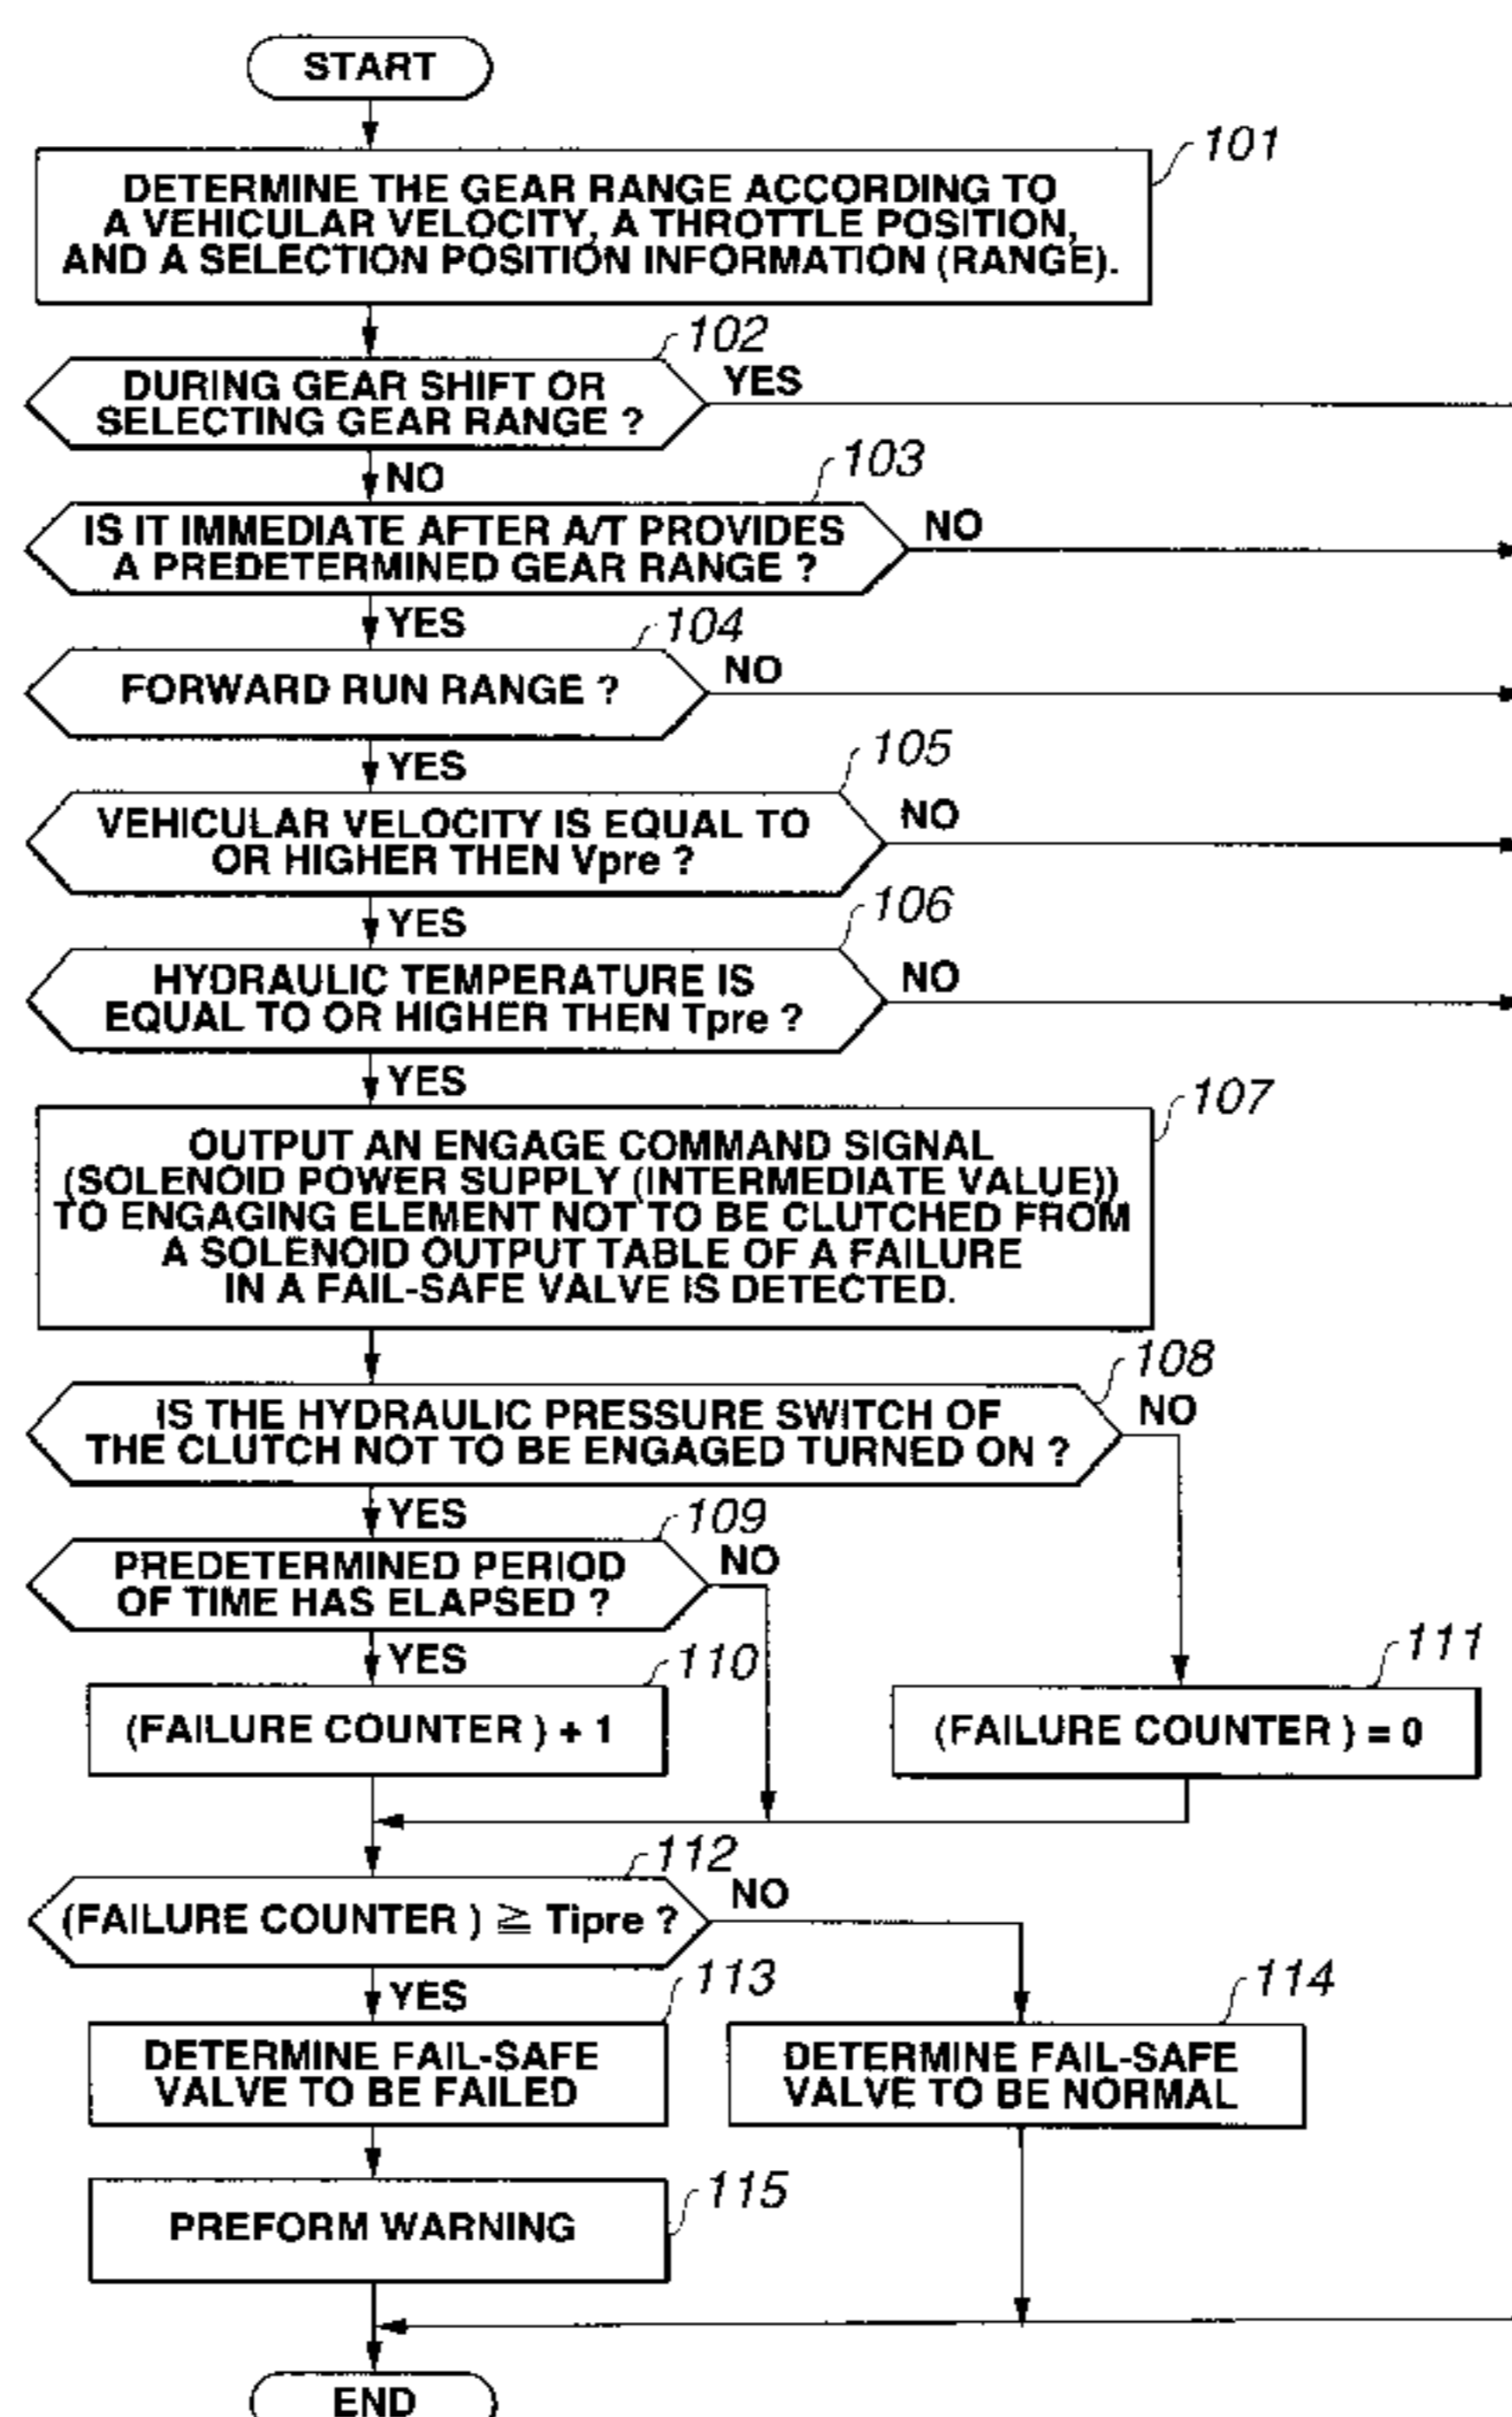 START
101
DETERMINE THE GEAR RANGE ACCORDING TO
A VEHICULAR VELOCITY, A THROTTLE POSITION,
AND A SELECTION POSITION INFORMATION (RANGE).
102
DURING GEAR SHIFT OR
SELECTING GEAR RANGE ?
YES
NO
103
IS IT IMMEDIATE AFTER A/T PROVIDES
A PREDETERMINED GEAR RANGE ?
NO
YES
104
FORWARD RUN RANGE ?
NO
YES
105
VEHICULAR VELOCITY IS EQUAL TO
OR HIGHER THEN Vpre ?
NO
YES
106
HYDRAULIC TEMPERATURE IS
EQUAL TO OR HIGHER THEN Tpre ?
NO
YES
107
OUTPUT AN ENGAGE COMMAND SIGNAL
(SOLENOID POWER SUPPLY (INTERMEDIATE VALUE))
TO ENGAGING ELEMENT NOT TO BE CLUTCHED FROM
A SOLENOID OUTPUT TABLE OF A FAILURE
IN A FAIL-SAFE VALVE IS DETECTED.
108
IS THE HYDRAULIC PRESSURE SWITCH OF
THE CLUTCH NOT TO BE ENGAGED TURNED ON ?
NO
YES
109
PREDETERMINED PERIOD
OF TIME HAS ELAPSED ?
NO
YES
110
(FAILURE COUNTER ) + 1
111
(FAILURE COUNTER ) = 0
112
(FAILURE COUNTER ) ≧ Tipre ?
NO
YES
113
DETERMINE FAIL-SAFE
VALVE TO BE FAILED
114
DETERMINE FAIL-SAFE
VALVE TO BE NORMAL
115
PREFORM WARNING
END